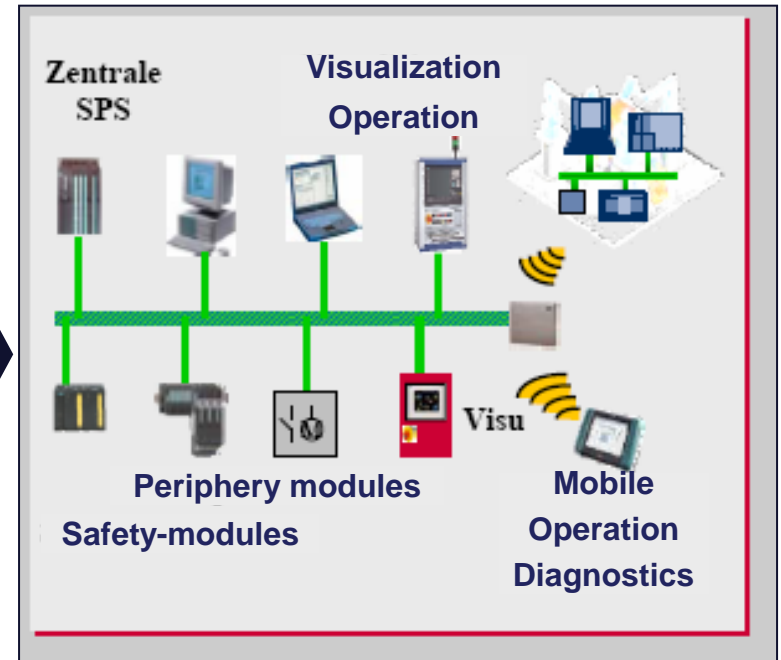 Zentrale
SPS
Visualization
Operation
Visu
Periphery modules
Safety-modules
Mobile
Operation
Diagnostics